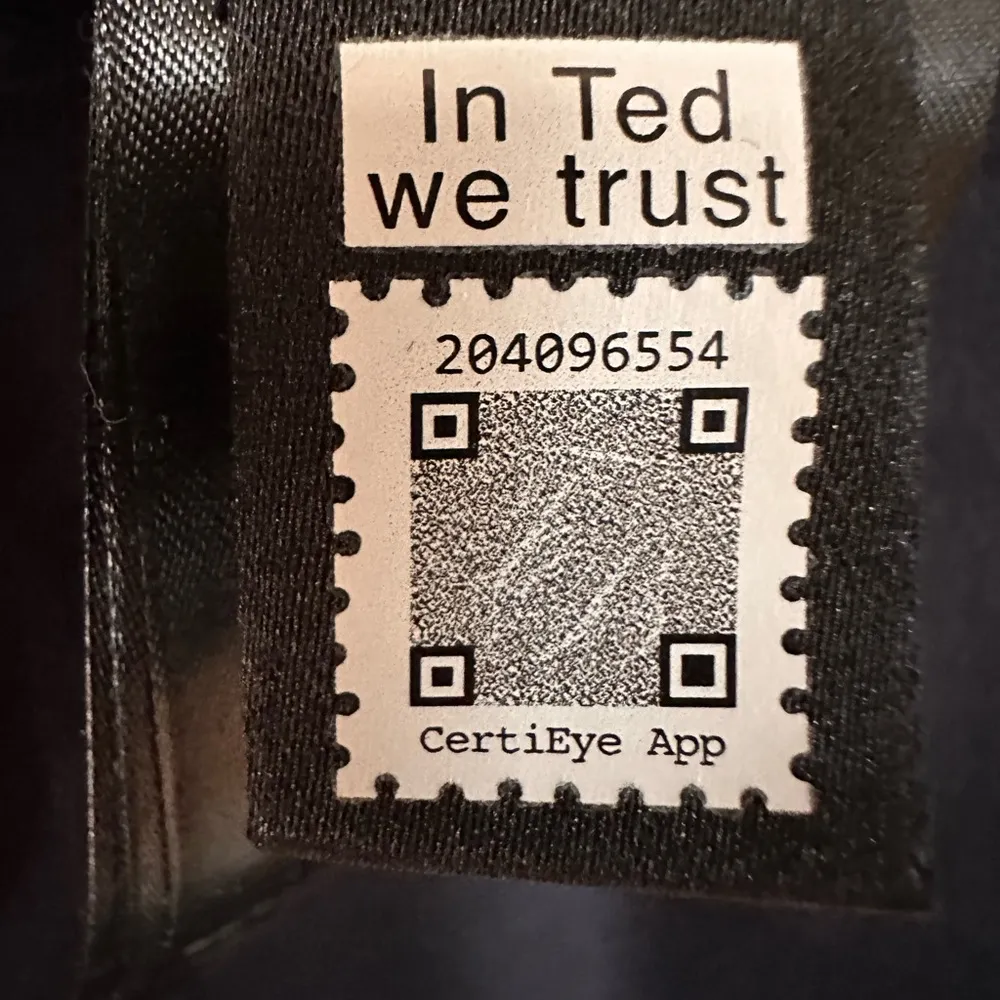 In Ted
we trust
204096554
CertiEye App